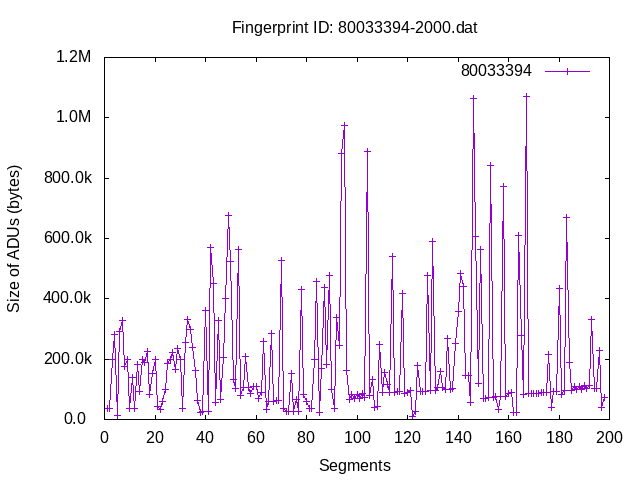 Fingerprint ID: 80033394-2000.dat
80033394
Size of ADUs (bytes)
1.2M
1.0M
800.0k
600.0k
400.0k
200.0k
0.0
0 20 40 60 80 100 120 140 160 180 200
Segments